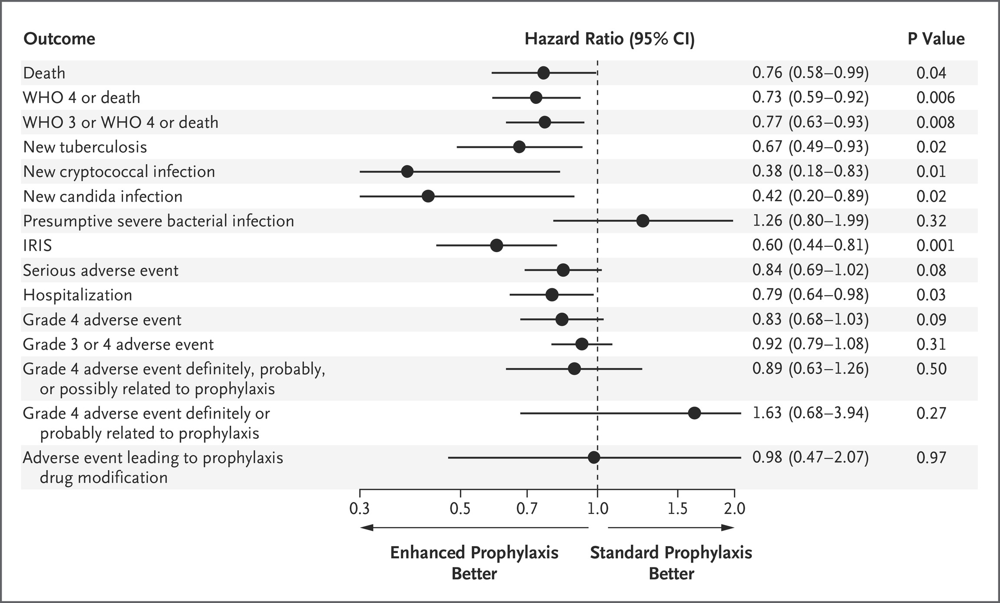 Outcome Hazard Ratio (95% CI) P Value
Death 0.76 (0.58–0.99) 0.04
WHO 4 or death 0.73 (0.59–0.92) 0.006
WHO 3 or WHO 4 or death 0.77 (0.63–0.93) 0.008
New tuberculosis 0.67 (0.49–0.93) 0.02
New cryptococcal infection 0.38 (0.18–0.83) 0.01
New candida infection 0.42 (0.20–0.89) 0.02
Presumptive severe bacterial infection 1.26 (0.80–1.99) 0.32
IRIS 0.60 (0.44–0.81) 0.001
Serious adverse event 0.84 (0.69–1.02) 0.08
Hospitalization 0.79 (0.64–0.98) 0.03
Grade 4 adverse event 0.83 (0.68–1.03) 0.09
Grade 3 or 4 adverse event 0.92 (0.79–1.08) 0.31
Grade 4 adverse event definitely, probably, 0.89 (0.63–1.26) 0.50
or possibly related to prophylaxis
Grade 4 adverse event definitely or 1.63 (0.68–3.94) 0.27
probably related to prophylaxis
Adverse event leading to prophylaxis 0.98 (0.47–2.07) 0.97
drug modification
0.3 0.5 0.7 1.0 1.5 2.0
Enhanced Prophylaxis Standard Prophylaxis
Better Better